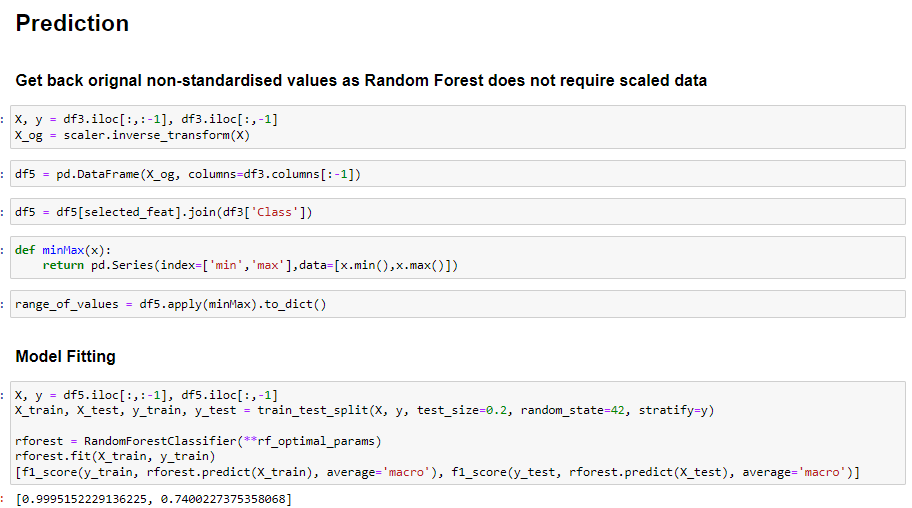 Prediction
Get back orignal non-standardised values as Random Forest does not require scaled data
: X, y = df3.iloc[:,:-1], df3.iloc[:,-1]
X_og = scaler.inverse_transform(X)
: df5 = pd.DataFrame(X_og, columns=df3.columns[:-1])
: df5 = df5[selected_feat].join(df3['Class'])
: def minMax(x):
    return pd.Series(index=['min','max'],data=[x.min(),x.max()])
: range_of_values = df5.apply(minMax).to_dict()
Model Fitting
: X, y = df5.iloc[:,:-1], df5.iloc[:,-1]
X_train, X_test, y_train, y_test = train_test_split(X, y, test_size=0.2, random_state=42, stratify=y)
rforest = RandomForestClassifier(**rf_optimal_params)
rforest.fit(X_train, y_train)
[f1_score(y_train, rforest.predict(X_train), average='macro'), f1_score(y_test, rforest.predict(X_test), average='macro')]
: [0.9995152229136225, 0.7400227375358068]